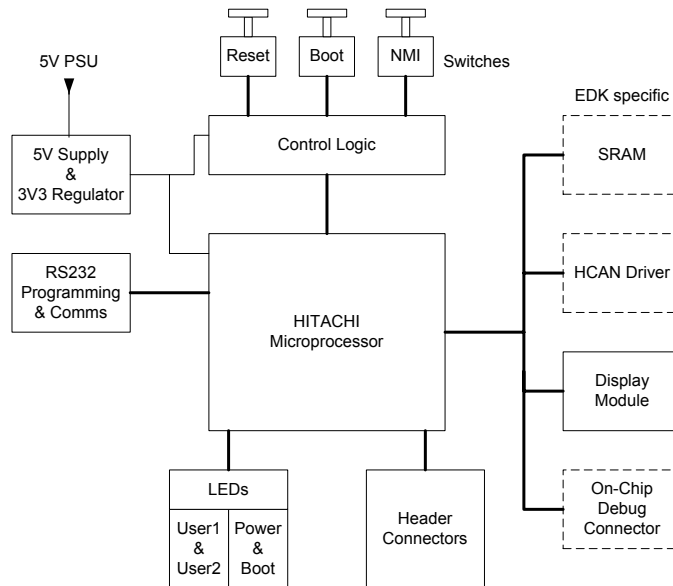 Reset
Boot
NMI
Switches
5V PSU
EDK specific
5V Supply
&
3V3 Regulator
Control Logic
SRAM
RS232
Programming
& Comms
HITACHI
Microprocessor
HCAN Driver
Display
Module
LEDs
User1
&
User2
Power
&
Boot
Header
Connectors
On-Chip
Debug
Connector